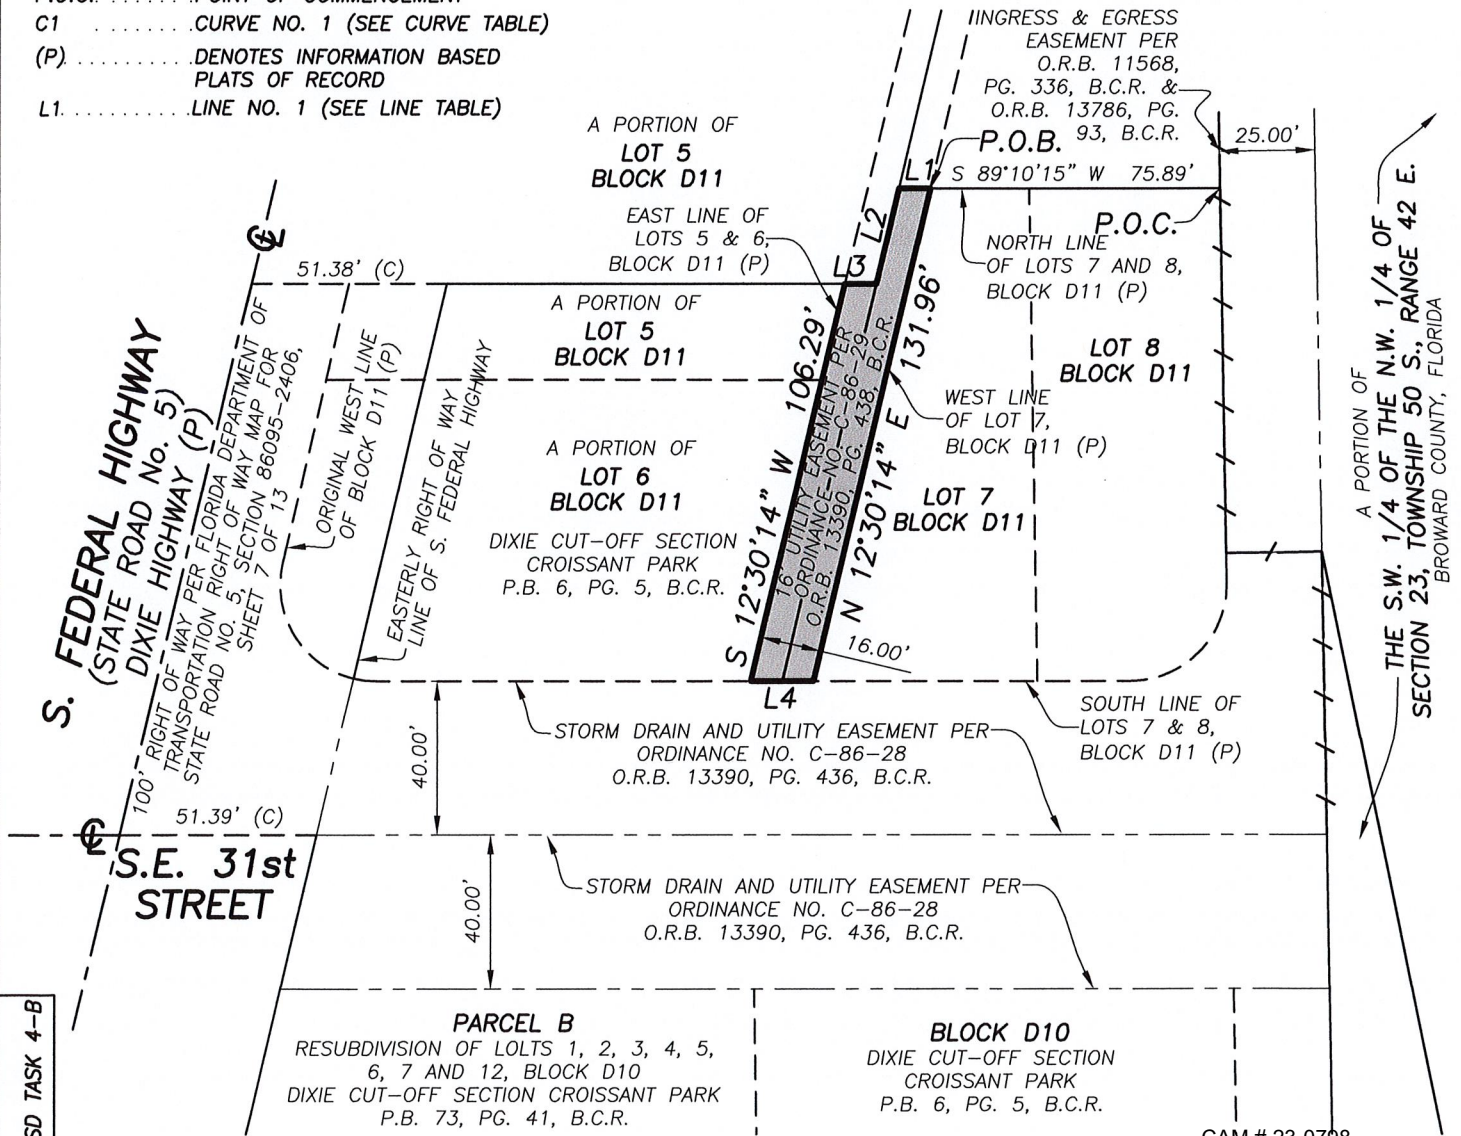 C1 ........ CURVE NO. 1 (SEE CURVE TABLE)
(P) .......... DENOTES INFORMATION BASED
PLATS OF RECORD
L1 ........... LINE NO. 1 (SEE LINE TABLE)
INGRESS & EGRESS
EASEMENT PER
O.R.B. 11568,
PG. 336, B.C.R. &
O.R.B. 13786, PG.
93, B.C.R.
25.00'
A PORTION OF
LOT 5
BLOCK D11
P.O.B.
L1
S 89°10'15" W 75.89'
P.O.C.
EAST LINE OF
LOTS 5 & 6,
BLOCK D11 (P)
L2
L3
NORTH LINE
OF LOTS 7 AND 8,
BLOCK D11 (P)
51.38' (C)
A PORTION OF
LOT 5
BLOCK D11
LOT 8
BLOCK D11
WEST LINE
OF LOT 7,
BLOCK D11 (P)
A PORTION OF
LOT 6
BLOCK D11
DIXIE CUT-OFF SECTION
CROISSANT PARK
P.B. 6, PG. 5, B.C.R.
LOT 7
BLOCK D11
S 12°30'14" W 106.29'
16' UTILITY EASEMENT PER
ORDINANCE NO. C-86-29
O.R.B. 13390, PG. 438, B.C.R.
N 12°30'14" E 131.96'
16.00'
L4
S. FEDERAL HIGHWAY
(STATE ROAD No. 5)
DIXIE HIGHWAY (P)
100' RIGHT OF WAY PER FLORIDA DEPARTMENT OF
TRANSPORTATION RIGHT OF WAY MAP FOR
STATE ROAD NO. 5, SECTION 86095-2406,
SHEET 7 OF 13
ORIGINAL WEST LINE
OF BLOCK D11 (P)
EASTERLY RIGHT OF WAY
LINE OF S. FEDERAL HIGHWAY
A PORTION OF
THE S.W. 1/4 OF THE N.W. 1/4 OF
SECTION 23, TOWNSHIP 50 S., RANGE 42 E.
BROWARD COUNTY, FLORIDA
SOUTH LINE OF
LOTS 7 & 8,
BLOCK D11 (P)
40.00'
STORM DRAIN AND UTILITY EASEMENT PER
ORDINANCE NO. C-86-28
O.R.B. 13390, PG. 436, B.C.R.
51.39' (C)
S.E. 31st
STREET
40.00'
STORM DRAIN AND UTILITY EASEMENT PER
ORDINANCE NO. C-86-28
O.R.B. 13390, PG. 436, B.C.R.
PARCEL B
RESUBDIVISION OF LOLTS 1, 2, 3, 4, 5,
6, 7 AND 12, BLOCK D10
DIXIE CUT-OFF SECTION CROISSANT PARK
P.B. 73, PG. 41, B.C.R.
BLOCK D10
DIXIE CUT-OFF SECTION
CROISSANT PARK
P.B. 6, PG. 5, B.C.R.
SD TASK 4-B